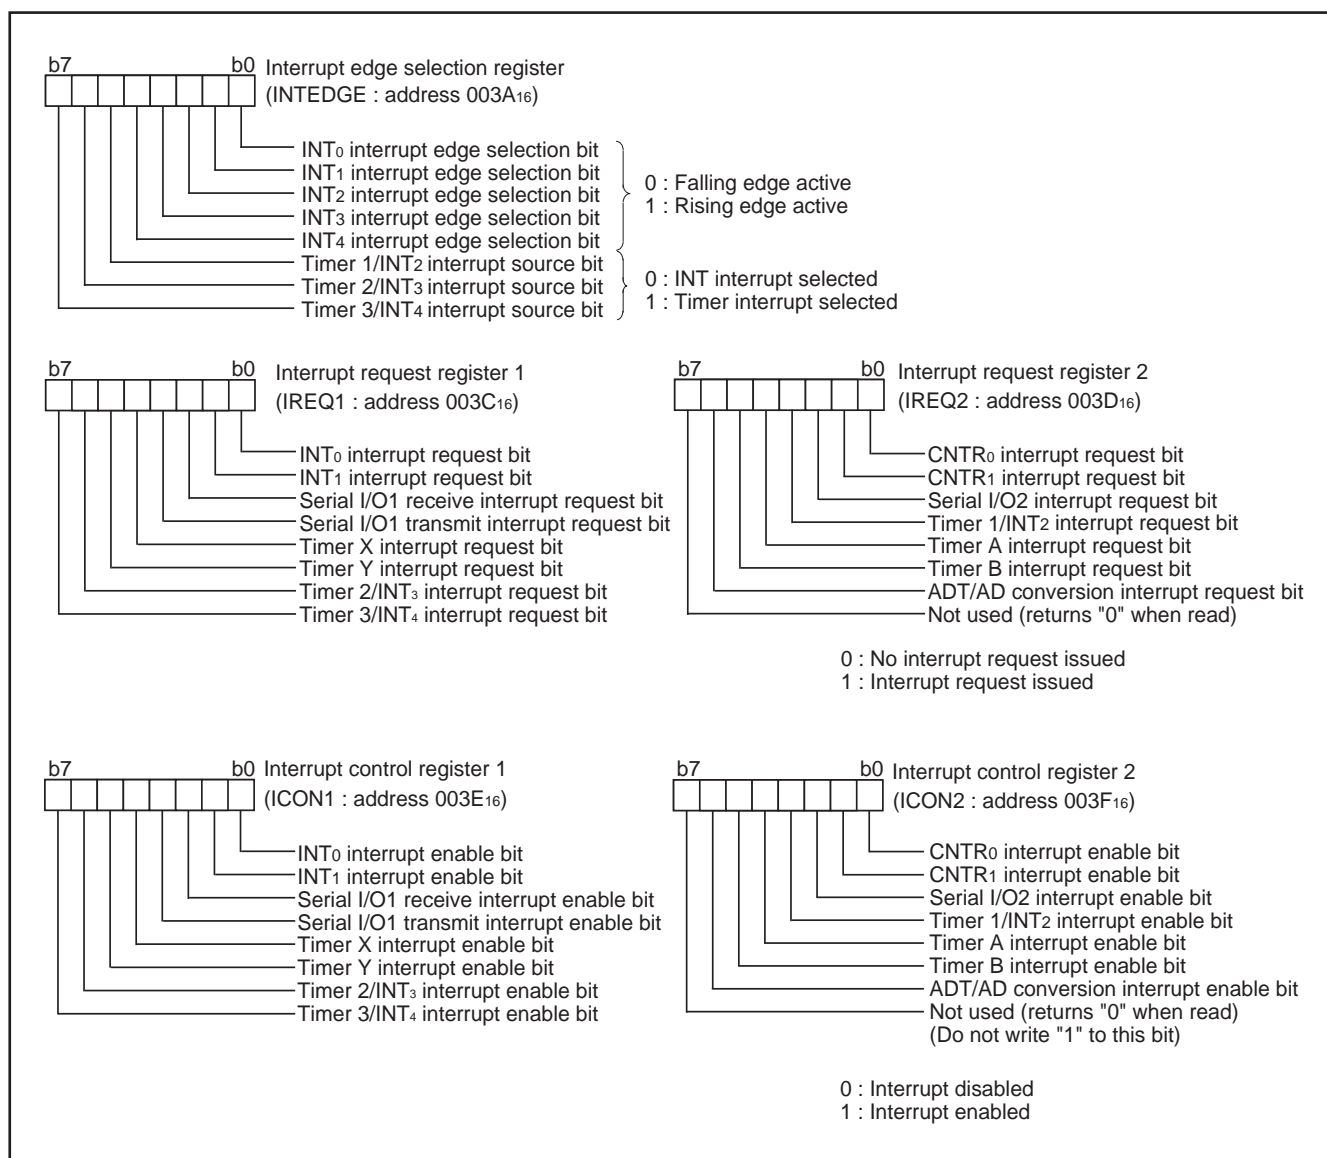 b7 b0 Interrupt edge selection register
(INTEDGE : address 003A16)
INT0 interrupt edge selection bit
INT1 interrupt edge selection bit
INT2 interrupt edge selection bit
INT3 interrupt edge selection bit
INT4 interrupt edge selection bit
0 : Falling edge active
1 : Rising edge active
Timer 1/INT2 interrupt source bit
Timer 2/INT3 interrupt source bit
Timer 3/INT4 interrupt source bit
0 : INT interrupt selected
1 : Timer interrupt selected
b7 b0 Interrupt request register 1
(IREQ1 : address 003C16)
INT0 interrupt request bit
INT1 interrupt request bit
Serial I/O1 receive interrupt request bit
Serial I/O1 transmit interrupt request bit
Timer X interrupt request bit
Timer Y interrupt request bit
Timer 2/INT3 interrupt request bit
Timer 3/INT4 interrupt request bit
b7 b0 Interrupt request register 2
(IREQ2 : address 003D16)
CNTR0 interrupt request bit
CNTR1 interrupt request bit
Serial I/O2 interrupt request bit
Timer 1/INT2 interrupt request bit
Timer A interrupt request bit
Timer B interrupt request bit
ADT/AD conversion interrupt request bit
Not used (returns "0" when read)
0 : No interrupt request issued
1 : Interrupt request issued
b7 b0 Interrupt control register 1
(ICON1 : address 003E16)
INT0 interrupt enable bit
INT1 interrupt enable bit
Serial I/O1 receive interrupt enable bit
Serial I/O1 transmit interrupt enable bit
Timer X interrupt enable bit
Timer Y interrupt enable bit
Timer 2/INT3 interrupt enable bit
Timer 3/INT4 interrupt enable bit
b7 b0 Interrupt control register 2
(ICON2 : address 003F16)
CNTR0 interrupt enable bit
CNTR1 interrupt enable bit
Serial I/O2 interrupt enable bit
Timer 1/INT2 interrupt enable bit
Timer A interrupt enable bit
Timer B interrupt enable bit
ADT/AD conversion interrupt enable bit
Not used (returns "0" when read)
(Do not write "1" to this bit)
0 : Interrupt disabled
1 : Interrupt enabled